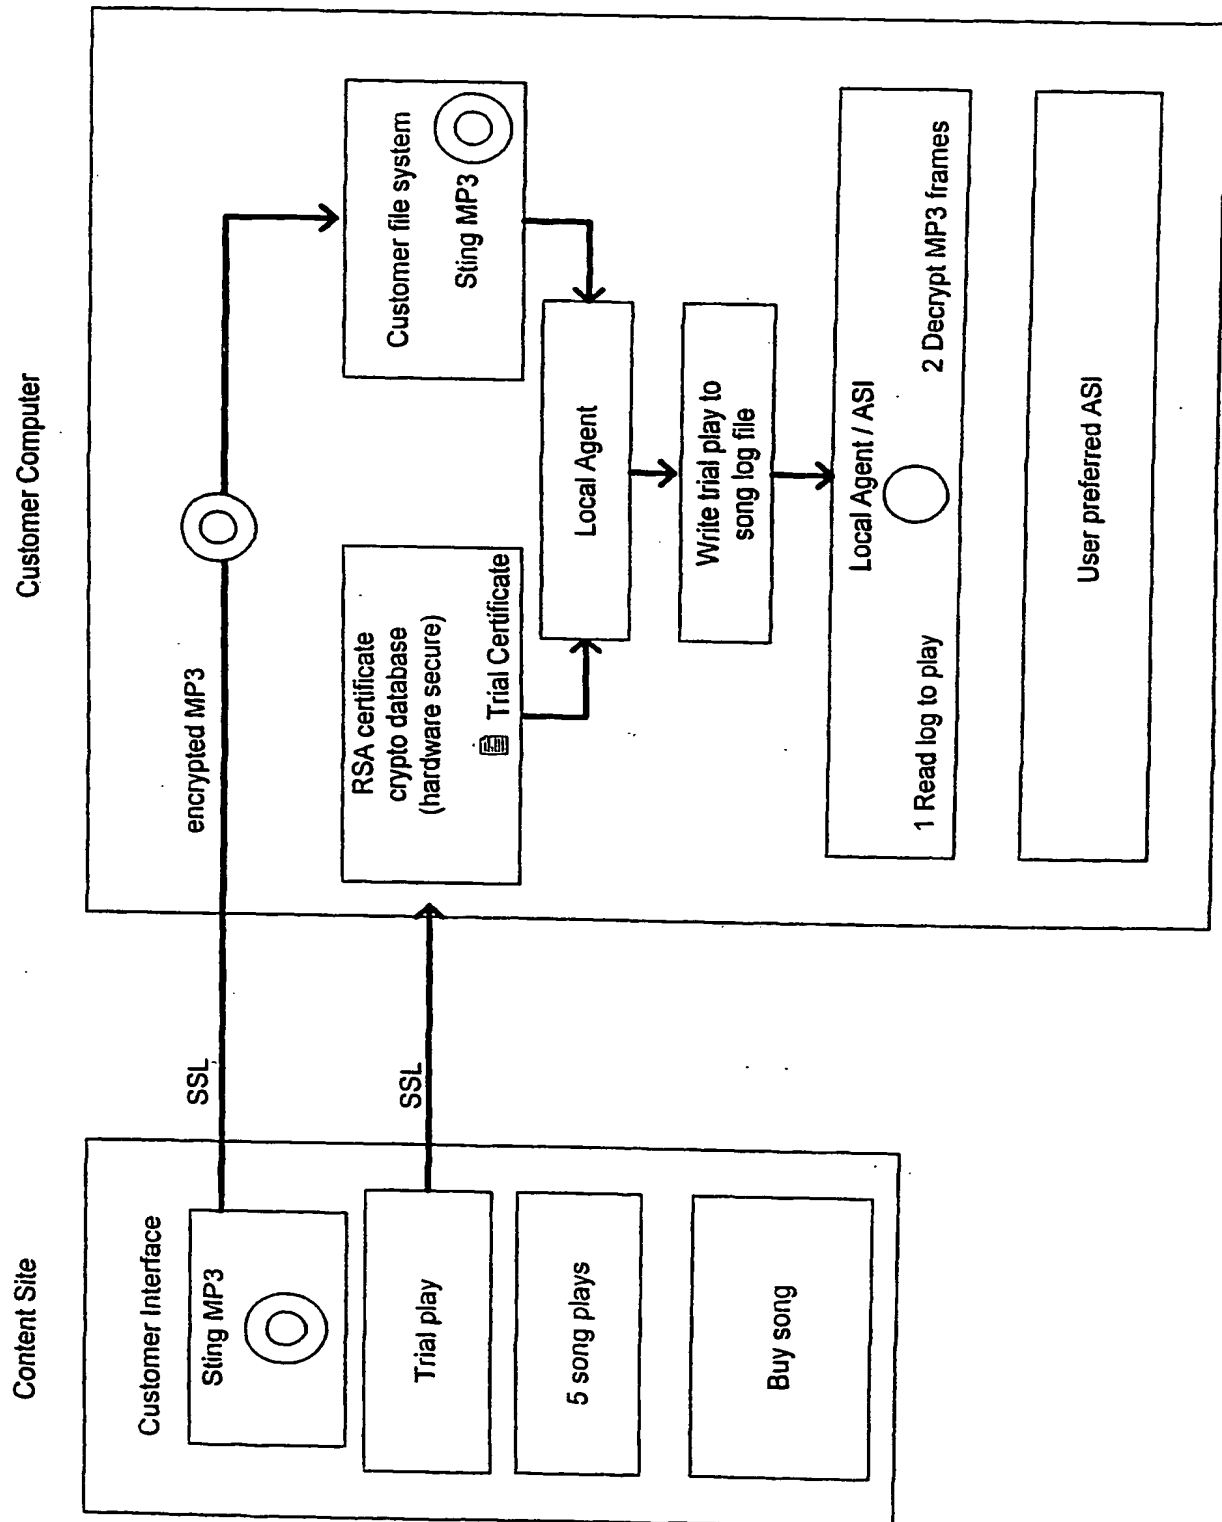 Content Site
Customer Interface
Sting MP3
Trial play
5 song plays
Buy song
SSL
SSL
encrypted MP3
Customer Computer
RSA certificate
crypto database
(hardware secure)
Trial Certificate
Customer file system
Sting MP3
Local Agent
Write trial play to
song log file
Local Agent / ASI
1 Read log to play
2 Decrypt MP3 frames
User preferred ASI